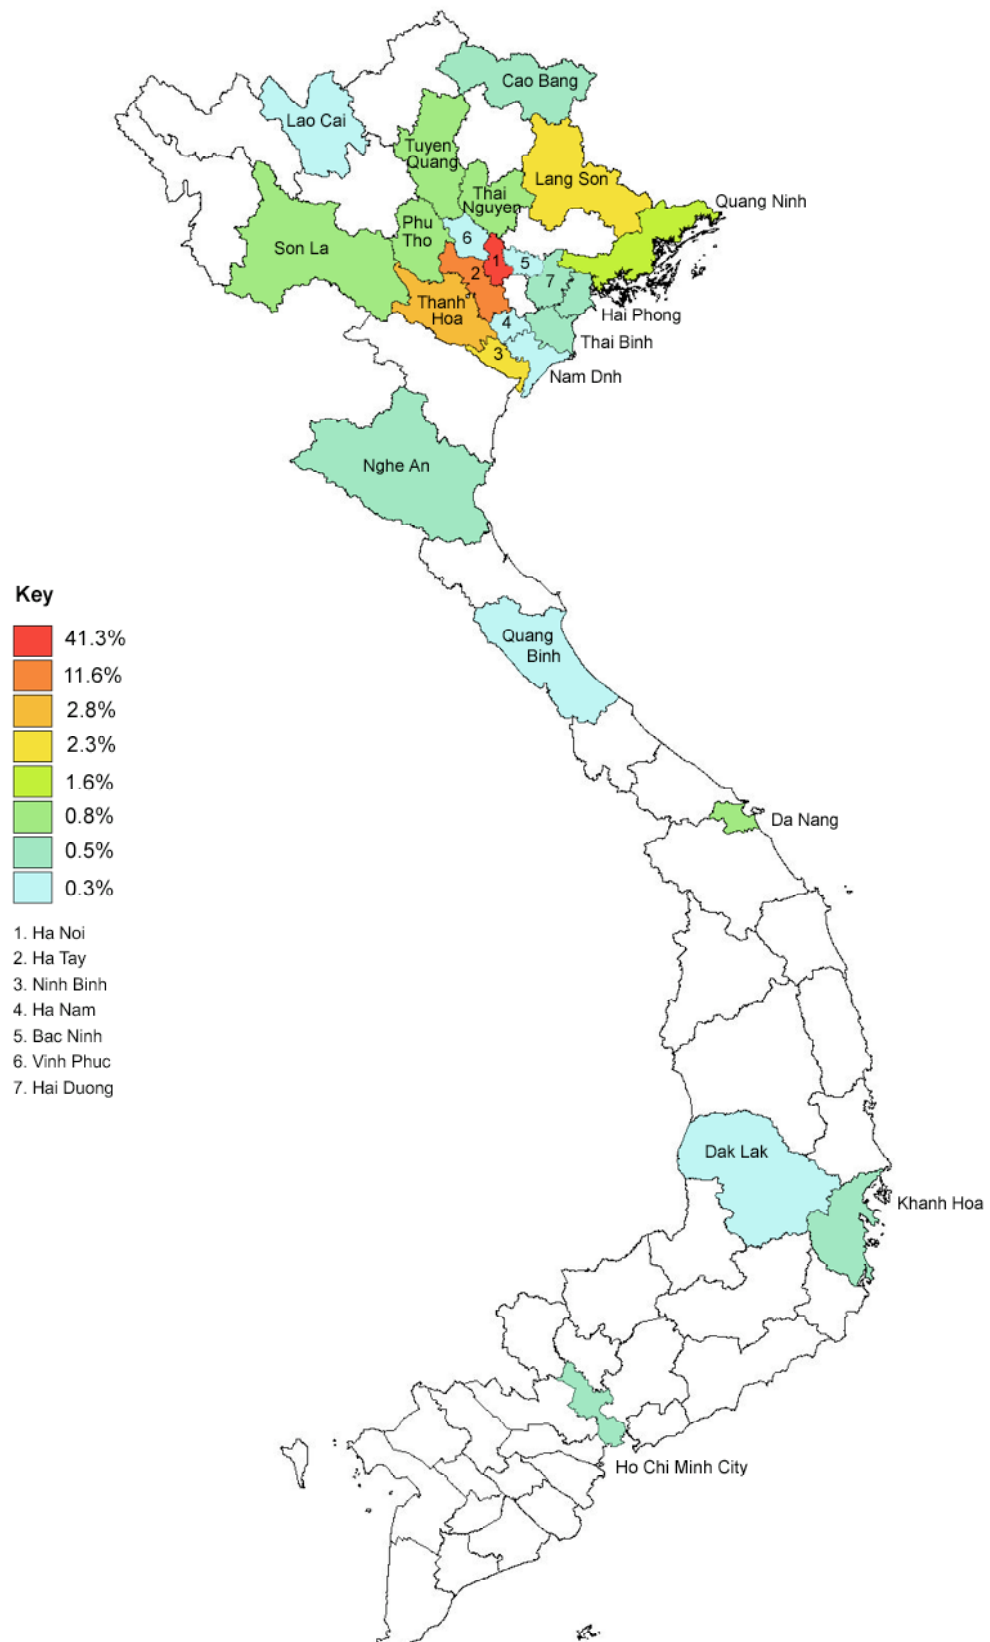 Cao Bang
Lao Cai
Tuyen
Quang
Lang Son
Thai
Nguyen
Quang Ninh
Phu
Tho
6
Son La
1
5
2
7
Thanh
Hoa
Hai Phong
4
Thai Binh
3
Nam Dnh
Nghe An
Key
Quang
Binh
41.3%
11.6%
2.8%
2.3%
1.6%
0.8%
0.5%
0.3%
Da Nang
1. Ha Noi
2. Ha Tay
3. Ninh Binh
4. Ha Nam
5. Bac Ninh
6. Vinh Phuc
7. Hai Duong
Dak Lak
Khanh Hoa
Ho Chi Minh City